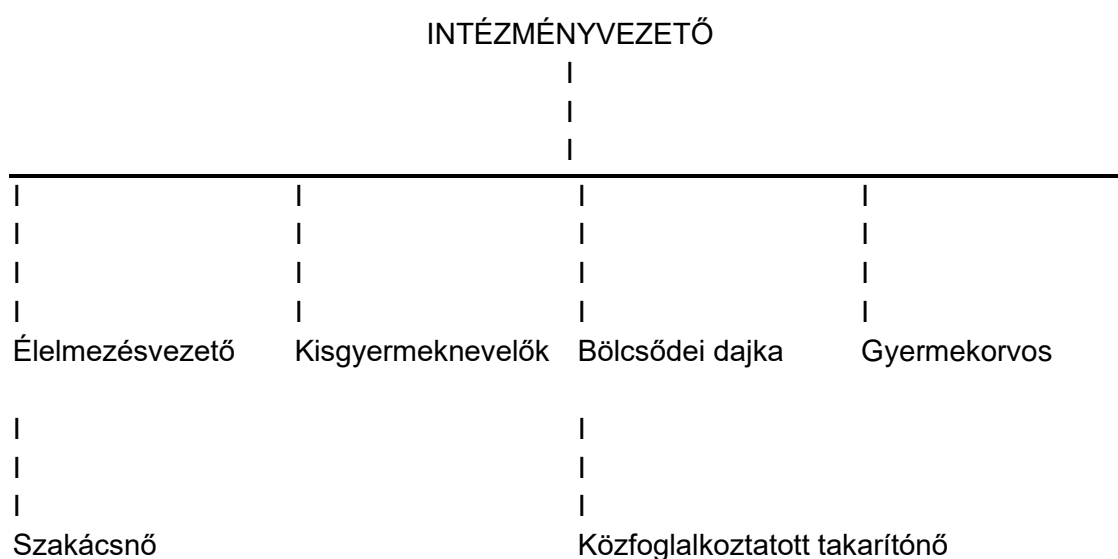 INTÉZMÉNYVEZETŐ
I
I
I
I I I I
I I I I
I I I I
I I I I
Élelmezésvezető Kisgyermeknevelők Bölcsődei dajka Gyermekorvos
I I
I I
I I
Szakácsnő Közfoglalkoztatott takarítónő